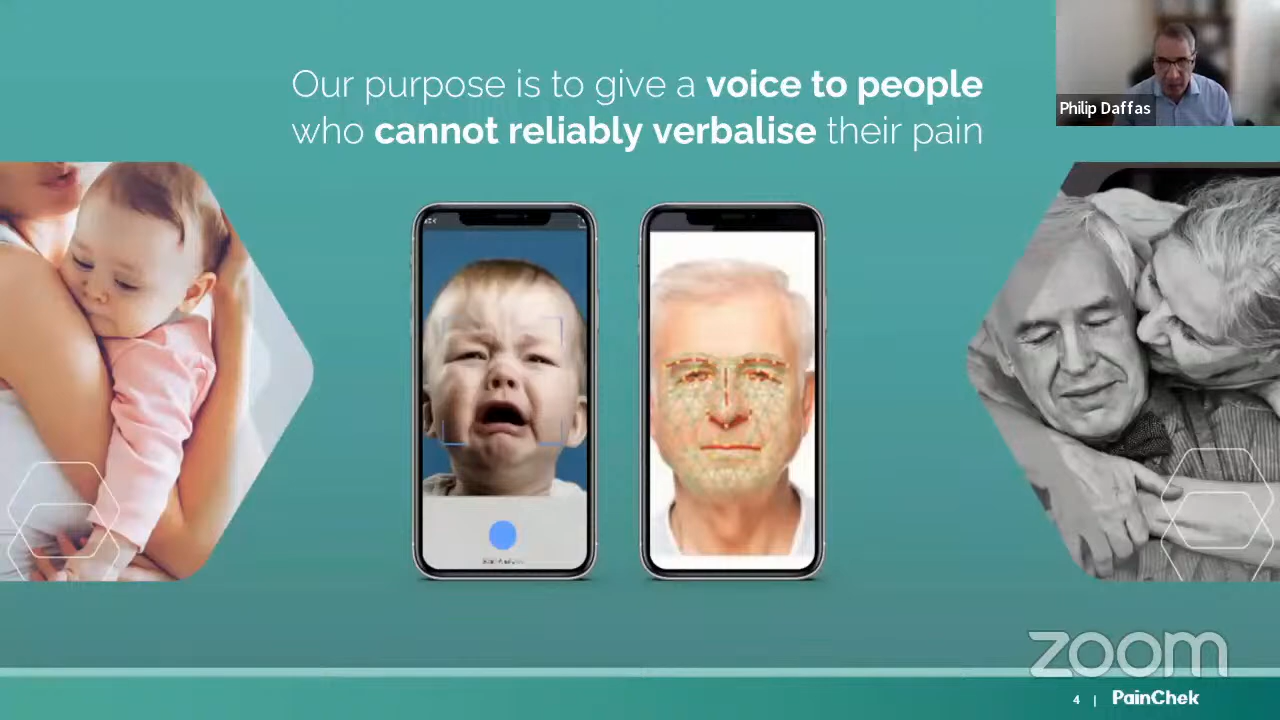 Our purpose is to give a voice to people
who cannot reliably verbalise their pain
Philip Daffas
zoom
4 | PainChek